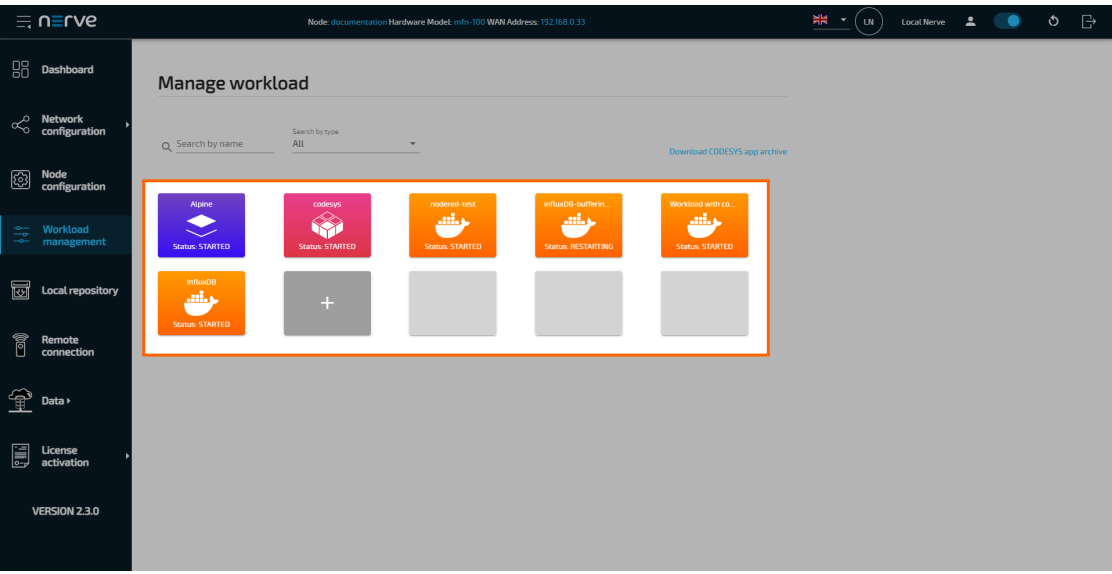 nerve
Node: documentation Hardware Model: mfn-100 WAN Address: 192.168.0.33
LN
Local Nerve
Dashboard
Network
configuration
Node
configuration
Workload
management
Local repository
Remote
connection
Data
License
activation
VERSION 2.3.0
Manage workload
Search by name
Search by type
All
Download CODESYS app archive
Alpine
Status: STARTED
codesys
Status: STARTED
nodered-test
Status: STARTED
InfluxDB-bufferin...
Status: RESTARTING
Workload with co...
Status: STARTED
InfluxDB
Status: STARTED
+